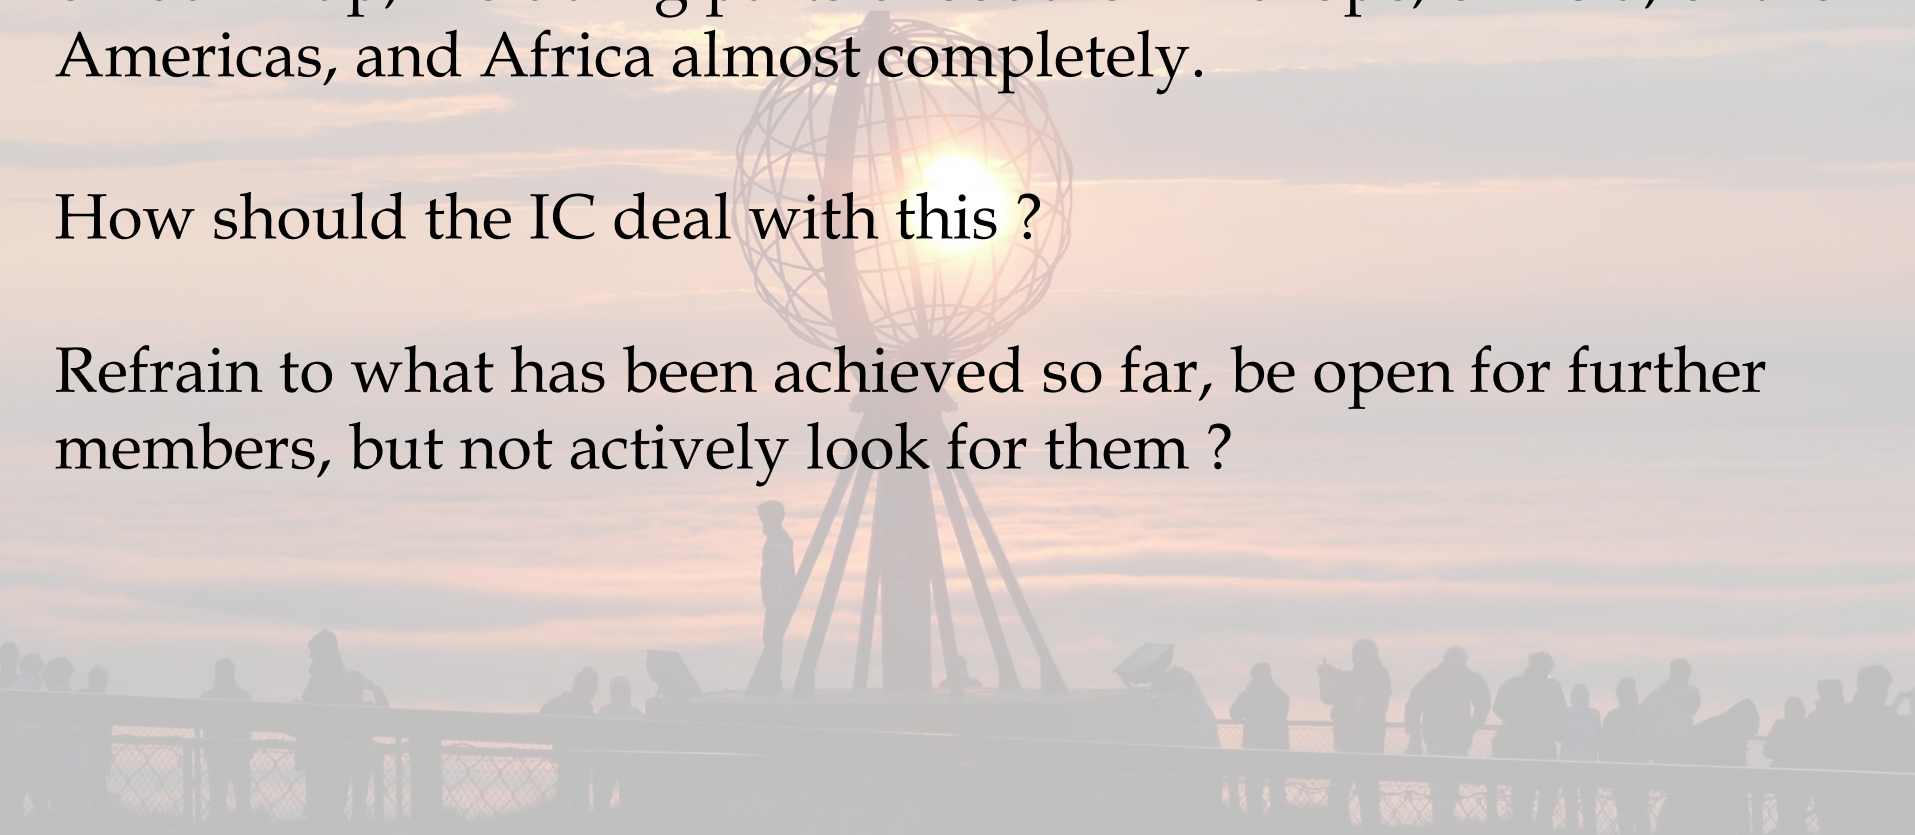 Americas, and Africa almost completely.
How should the IC deal with this ?
Refrain to what has been achieved so far, be open for further
members, but not actively look for them ?